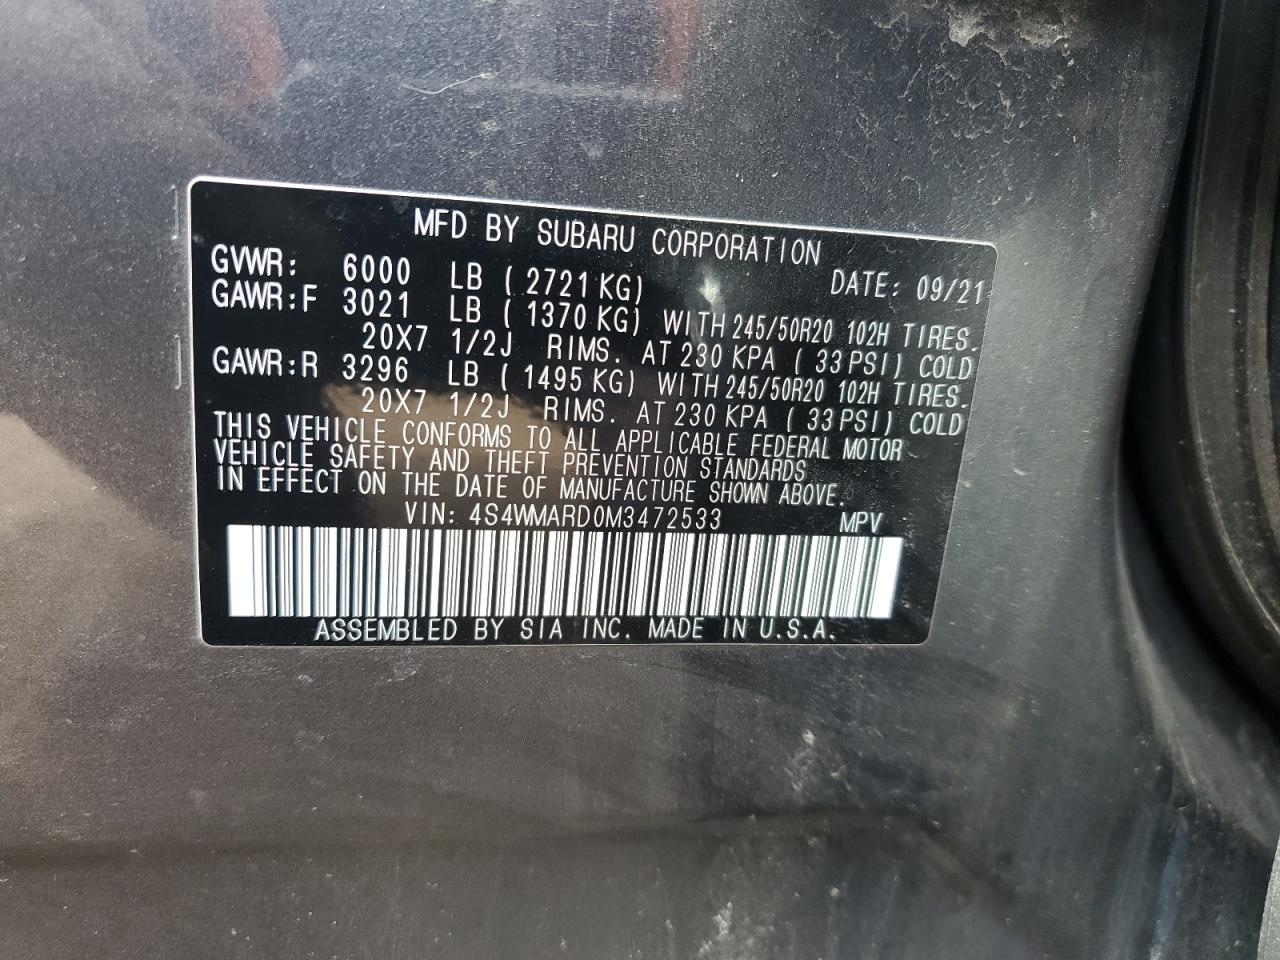 MFD BY SUBARU CORPORATION
GVWR: 6000 LB ( 2721 KG) DATE: 09/21
GAWR:F 3021 LB ( 1370 KG) WITH 245/50R20 102H TIRES.
20X7 1/2J RIMS. AT 230 KPA ( 33 PSI) COLD
GAWR:R 3296 LB ( 1495 KG) WITH 245/50R20 102H TIRES.
20X7 1/2J RIMS. AT 230 KPA ( 33 PSI) COLD
THIS VEHICLE CONFORMS TO ALL APPLICABLE FEDERAL MOTOR
VEHICLE SAFETY AND THEFT PREVENTION STANDARDS
IN EFFECT ON THE DATE OF MANUFACTURE SHOWN ABOVE.
VIN: 4S4WMARD0M3472533 MPV
ASSEMBLED BY SIA INC. MADE IN U.S.A.